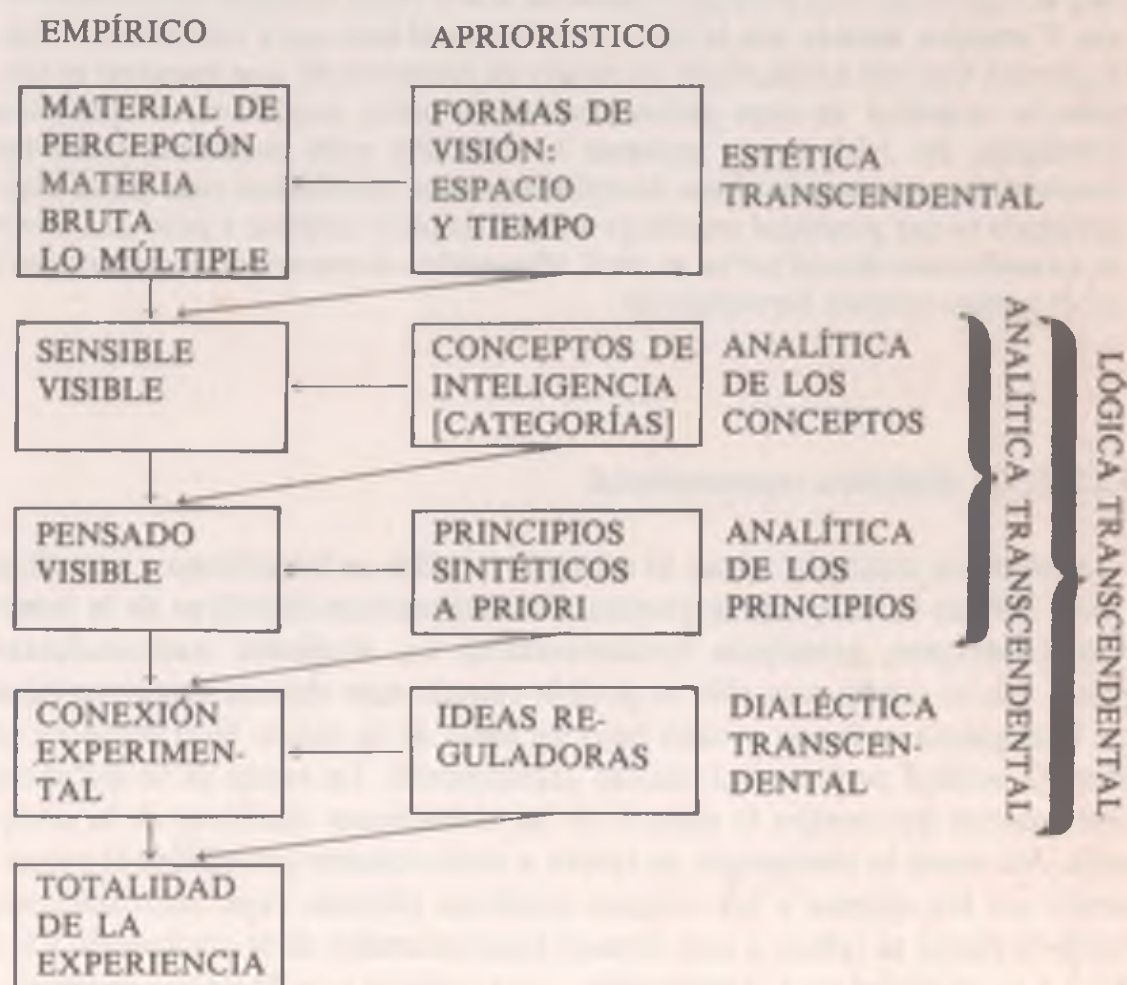 EMPÍRICO
APRIORÍSTICO
MATERIAL DE
PERCEPCIÓN
MATERIA
BRUTA
LO MÚLTIPLE
FORMAS DE
VISIÓN:
ESPACIO
Y TIEMPO
ESTÉTICA
TRANSCENDENTAL
SENSIBLE
VISIBLE
CONCEPTOS DE
INTELIGENCIA
[CATEGORÍAS]
ANALÍTICA
DE LOS
CONCEPTOS
PENSADO
VISIBLE
PRINCIPIOS
SINTÉTICOS
A PRIORI
ANALÍTICA
DE LOS
PRINCIPIOS
CONEXIÓN
EXPERIMEN-
TAL
IDEAS RE-
GULADORAS
DIALÉCTICA
TRANSCEN-
DENTAL
TOTALIDAD
DE LA
EXPERIENCIA
ANALÍTICA TRANSCENDENTAL
LÓGICA TRANSCENDENTAL